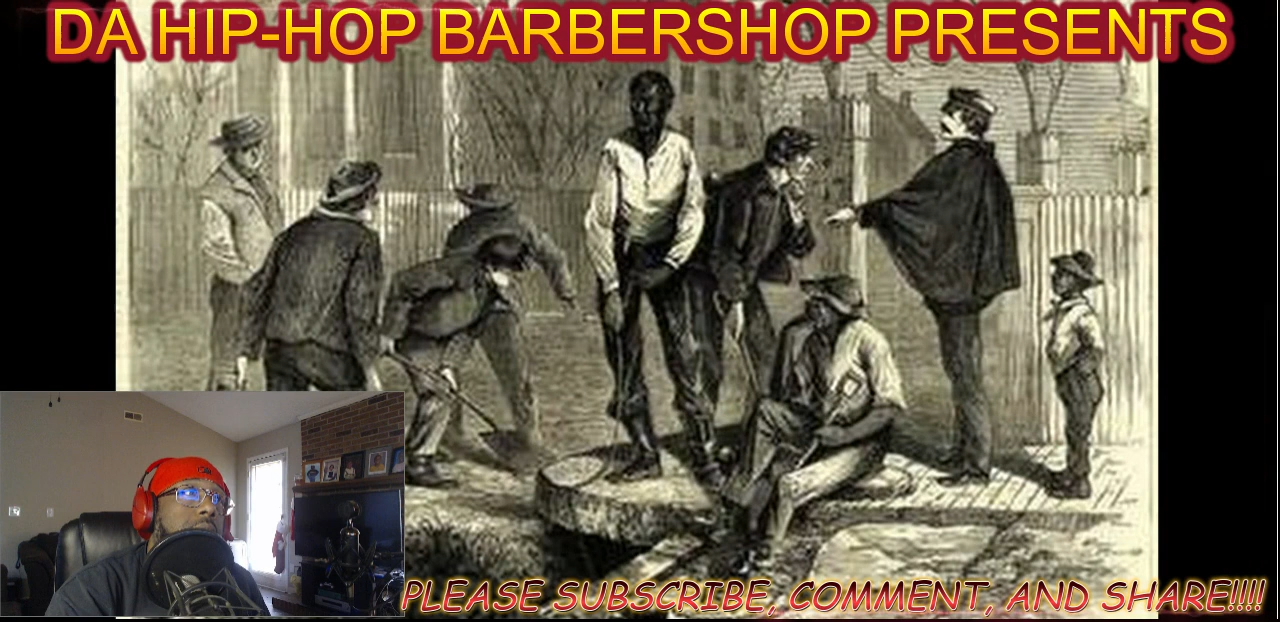 DA HIP-HOP BARBERSHOP PRESENTS
PLEASE SUBSCRIBE, COMMENT, AND SHARE!!!!